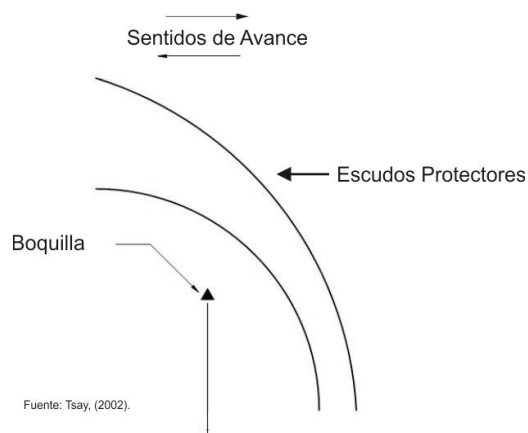 Sentidos de Avance
Escudos Protectores
Boquilla
Fuente: Tsay, (2002).